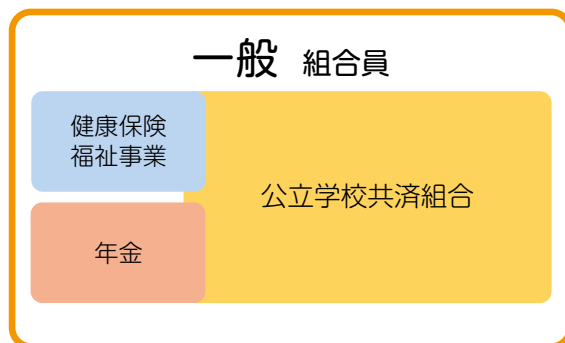 一般 組合員
健康保険
福祉事業
公立学校共済組合
年金